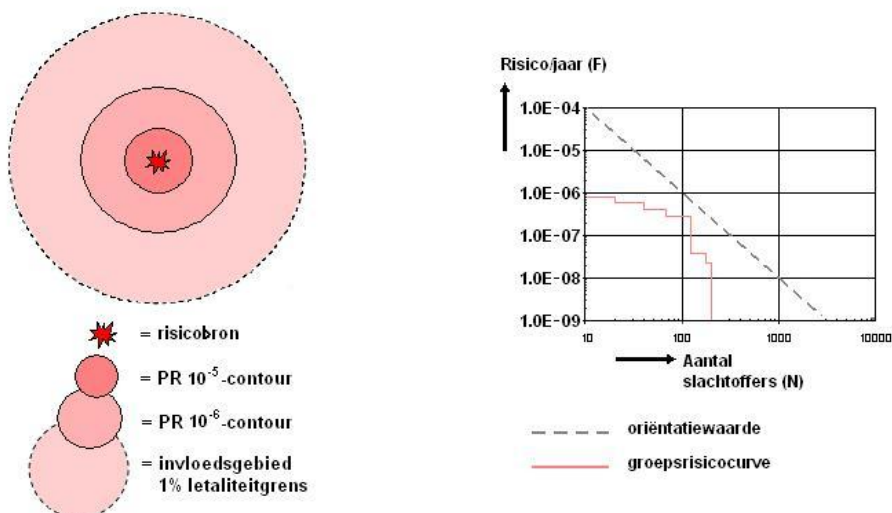 = risicobron
= PR 10⁻⁵-contour
= PR 10⁻⁶-contour
= invloedsgebied
1% letaliteitgrens
Risico/jaar (F)
1.0E-04
1.0E-05
1.0E-06
1.0E-07
1.0E-08
1.0E-09
10 100 1000 10000
Aantal
slachtoffers (N)
oriëntatiewaarde
groepsrisicocurve